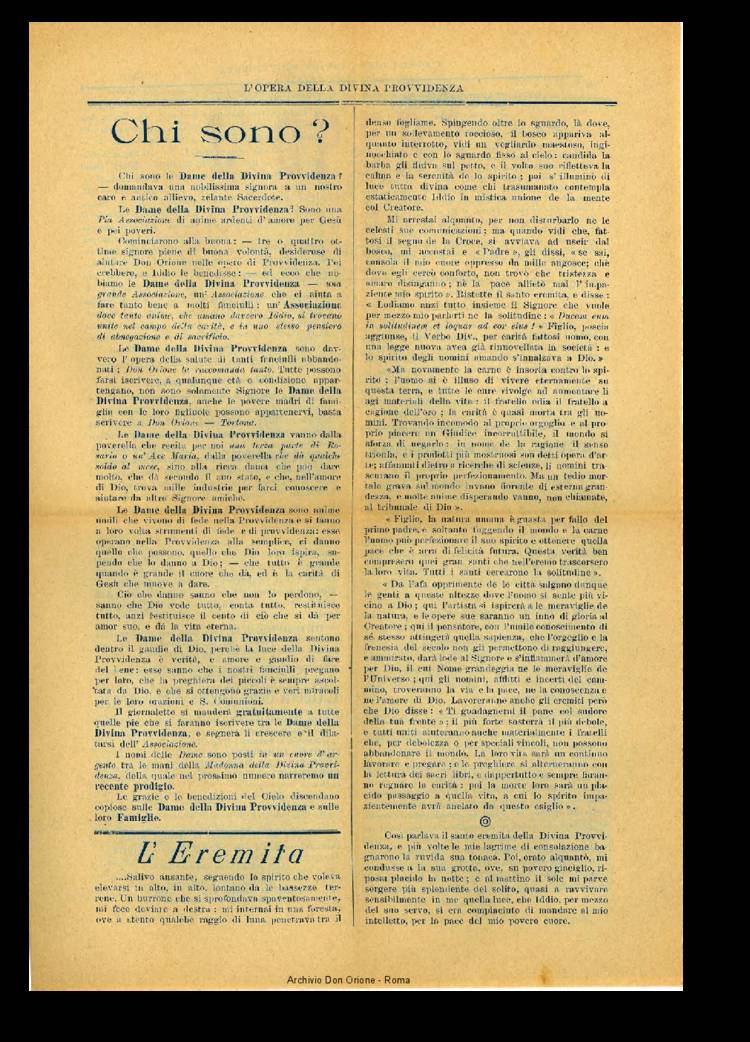 L'OPERA DELLA DIVINA PROVVIDENZA
Chi sono?
Chi sono le Dame della Divina Provvidenza?
— domandava una nobilissima signora a un nostro
caro e antico allievo, zelante Sacerdote.
Le Dame della Divina Provvidenza? Sono una
Pia Associazione di anime ardenti d'amore per Gesù
e pei poveri.
Cominciarono alla buona: — tre o quattro ot-
time signore piene di buona volontà, desiderose di
aiutare Don Orione nelle opere di Provvidenza. Poi
crebbero, e Iddio le benedisse: — ed ecco che ab-
biamo le Dame della Divina Provvidenza — una
grande Associazione, un' Associazione che ci aiuta a
fare tanto bene a molti fanciulli: un' Associazione
dove tante anime, che amano davvero Iddio, si trovano
unite nel campo della carità, e in uno stesso pensiero
di abnegazione e di sacrificio.
Le Dame della Divina Provvidenza sono dav-
vero l'opera della salute di tanti fanciulli abbando-
nati; Don Orione le raccomanda tanto. Tutte possono
farsi iscrivere, a qualunque età o condizione appar-
tengano, non sono solamente Signore le Dame della
Divina Provvidenza, anche le povere madri di fami-
glia con le loro figliuole possono appartenervi, basta
scrivere a Don Orione — Tortona.
Le Dame della Divina Provvidenza vanno dalla
poverella che recita per noi una terza parte di Ro-
sario o un' Ave Maria, dalla poverella che dà qualche
soldo al mese, sino alla ricca dama che può dare
molto, che dà secondo il suo stato, e che, nell'amore
di Dio, trova mille industrie per farci conoscere e
aiutare da altre Signore amiche.
Le Dame della Divina Provvidenza sono anime
umili che vivono di fede nella Provvidenza e si fanno
a loro volta strumenti di fede e di provvidenza: esse
operano nella Provvidenza alla semplice, ci danno
quello che possono, quello che Dio loro ispira, sa-
pendo che lo danno a Dio; — che tutto è grande
quando è grande il cuore che dà, ed è la carità di
Gesù che muove a dare.
Ciò che danno sanno che non lo perdono, —
sanno che Dio vede tutto, conta tutto, restituisce
tutto, anzi restituisce il cento di ciò che si dà per
amor suo, e dà la vita eterna.
Le Dame della Divina Provvidenza sentono
dentro il gaudio di Dio, perchè la luce della Divina
Provvidenza è verità, e amore e gaudio di fare
del bene: esse sanno che i nostri fanciulli pregano
per loro, che la preghiera dei piccoli è sempre ascol-
tata da Dio, e che si ottengono grazie e veri miracoli
per le loro orazioni e S. Comunioni.
Il giornaletto si manderà gratuitamente a tutte
quelle pie che si faranno iscrivere tra le Dame della
Divina Provvidenza, e segnerà il crescere e il dila-
tarsi dell' Associazione.
I nomi delle Dame sono posti in un cuore d'ar-
gento tra le mani della Madonna della Divina Provvi-
denza, della quale nel prossimo numero narreremo un
recente prodigio.
Le grazie e le benedizioni del Cielo discendano
copiose sulle Dame della Divina Provvidenza e sulle
loro Famiglie.
L'Eremita
....Salivo ansante, seguendo lo spirito che voleva
elevarsi in alto, in alto, lontano da le bassezze ter-
rene. Un burrone che si sprofondava spaventosamente,
mi fece deviare a destra: mi internai in una foresta,
ove a stento qualche raggio di luna penetrava tra il
denso fogliame. Spingendo oltre lo sguardo, là dove,
per un sollevamento roccioso, il bosco appariva al-
quanto interrotto, vidi un vegliardo maestoso, ingi-
nocchiato e con lo sguardo fisso al cielo: candida la
barba gli fluiva sul petto, e il volto suo rifletteva la
calma e la serenità de lo spirito; poi s'illuminò di
luce tutta divina come chi trasumanato contempla
estaticamente Iddio in mistica unione de la mente
col Creatore.
Mi arrestai alquanto, per non disturbarlo ne le
celesti sue comunicazioni; ma quando vidi che, fat-
tosi il segno de la Croce, si avviava ad uscir dal
bosco, mi accostai e « Padre », gli dissi, « se sai,
consola il mio cuore oppresso da mille angosce; che
dove egli cercò conforto, non trovò che tristezza e
amaro disinganno; nè la pace allietò mai l'impa-
ziente mio spirito ». Ristette il santo eremita, e disse:
« Lodiamo anzi tutto insieme il Signore che vuole
per mezzo mio parlarti ne la solitudine: « Ducam eum
in solitudinem et loquar ad cor eius! » Figlio, poscia
aggiunse, il Verbo Div., per carità fattosi uomo, con
una legge nuova avea già rinnovellata in società: e
lo spirito degli nomini amando s'innalzava a Dio. »
«Ma novamente la carne è insorta contro lo spi-
rito; l'uomo si è illuso di vivere eternamente su
questa terra, e tutte le cure rivolge ad aumentare li
agi materiali della vita: il fratello odia il fratello a
cagione dell'oro; la carità è quasi morta tra gli uo-
mini. Trovando incomodo al proprio orgoglio e al pro-
prio piacere un Giudice incorruttibile, il mondo si
sforza di negarlo: in nome de la ragione il senso
trionfa, e i prodotti più mostruosi son detti opera d'ar-
te; affannati dietro a ricerche di scienze, li nomini tra-
scurano il proprio perfezionamento. Ma un tedio mor-
tale grava sul mondo invano fiorente di esterna gran-
dezza, e molte anime disperando vanno, non chiamate,
al tribunale di Dio ».
« Figlio, la natura umana è guasta per fallo del
primo padre, e soltanto fuggendo il mondo e la carne
l'uomo può perfezionare il suo spirito e ottenere quella
pace che è arra di felicità futura. Questa verità ben
compresero quei gran santi che nell'eremo trascorsero
la loro vita. Tutti i santi cercarono la solitudine ».
« Da l'afa opprimente de le città salgano dunque
le genti a queste altezze dove l'uomo si sente più vi-
cino a Dio; qui l'artista si ispirerà a le meraviglie de
la natura, e le opere sue saranno un inno di gloria al
Creatore; qui il pensatore, con l'umile conoscimento di
sè stesso attingerà quella sapienza, che l'orgoglio e la
frenesia del secolo non gli permettono di raggiungere,
e ammirato, darà lode al Signore e s'infiammerà d'amore
per Dio, il cui Nome grandeggia ne le meraviglie de
l'Universo; qui gli nomini, afflitti e incerti del cam-
mino, troveranno la via e la pace, ne la conoscenza e
ne l'amore di Dio. Lavoreranno anche gli eremiti però
che Dio disse: « Ti guadagnerai il pane col sudore
della tua fronte »: il più forte sosterrà il più debole,
e tutti uniti aiuteranno anche materialmente i fratelli
che, per debolezza o per speciali vincoli, non possono
abbandonare il mondo. La loro vita sarà un continuo
lavorare e pregare; e le preghiere si alterneranno con
la lettura dei sacri libri, e dappertutto e sempre faran-
no regnare la carità: poi la morte loro sarà un pla-
cido passaggio a quella vita, a cui lo spirito impa-
zientemente avrà anelato da questo esiglio ».
Così parlava il santo eremita della Divina Provvi-
denza, e più volte le mie lagrime di consolazione ba-
gnarono la ruvida sua tonaca. Poi, orato alquanto, mi
condusse a la sua grotta, ove, su povero giaciglio, ri-
posai placido la notte; e al mattino il sole mi parve
sorgere più splendente del solito, quasi a ravvivare
sensibilmente in me quella luce, che Iddio, per mezzo
del suo servo, si era compiaciuto di mandare al mio
intelletto, per la pace del mio povero cuore.
Archivio Don Orione - Roma